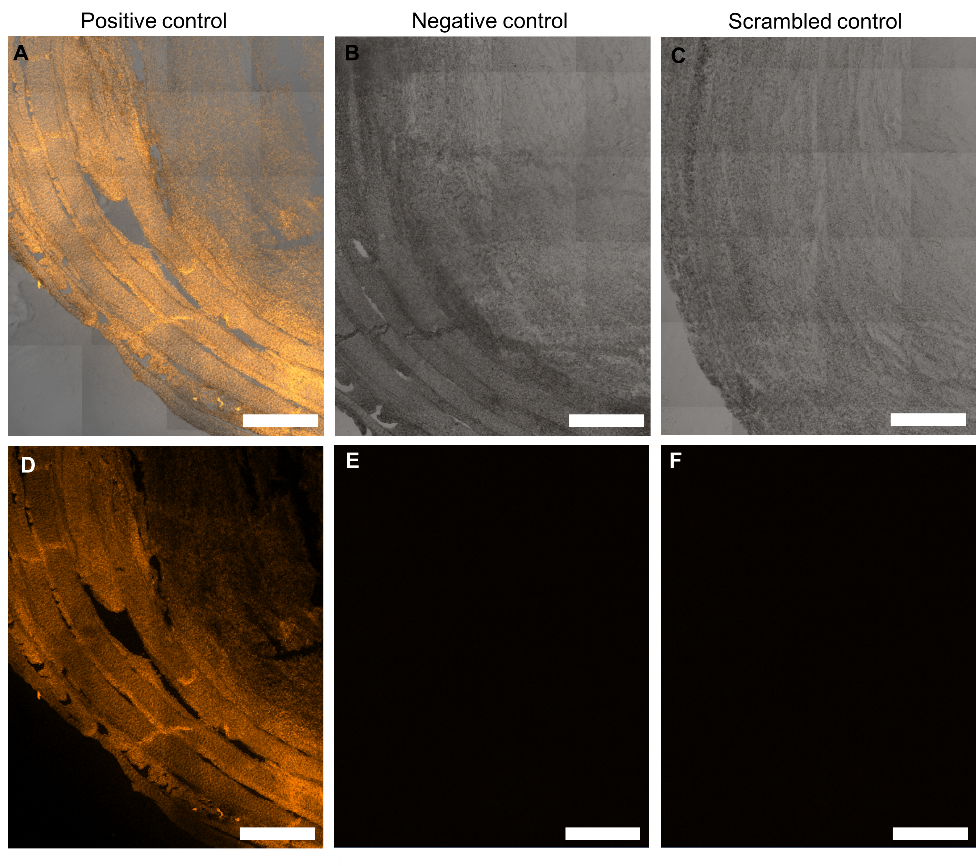 Positive control
Negative control
Scrambled control
A
B
C
D
E
F